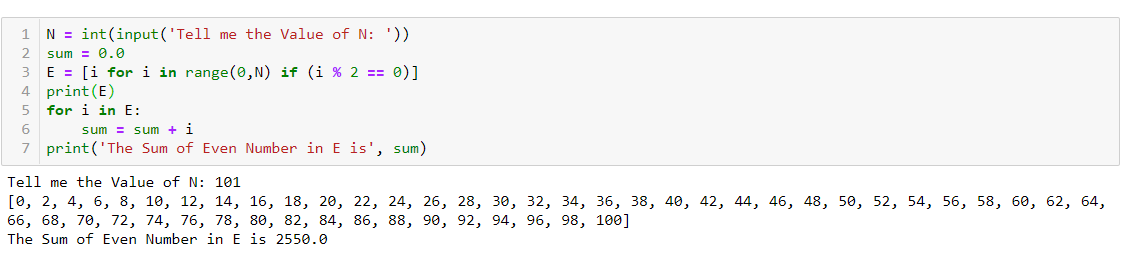 1 N = int(input('Tell me the Value of N: '))
2 sum = 0.0
3 E = [i for i in range(0,N) if (i % 2 == 0)]
4 print(E)
5 for i in E:
6     sum = sum + i
7 print('The Sum of Even Number in E is', sum)
Tell me the Value of N: 101
[0, 2, 4, 6, 8, 10, 12, 14, 16, 18, 20, 22, 24, 26, 28, 30, 32, 34, 36, 38, 40, 42, 44, 46, 48, 50, 52, 54, 56, 58, 60, 62, 64,
66, 68, 70, 72, 74, 76, 78, 80, 82, 84, 86, 88, 90, 92, 94, 96, 98, 100]
The Sum of Even Number in E is 2550.0